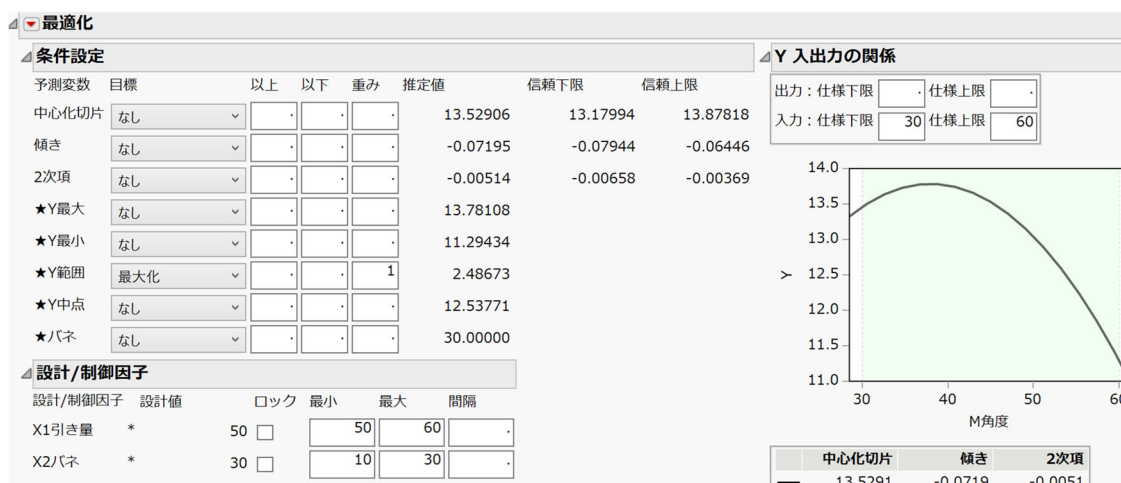 最適化
条件設定
予測変数 目標 以上 以下 重み 推定値 信頼下限 信頼上限
中心化切片 なし . . . 13.52906 13.17994 13.87818
傾き なし . . . -0.07195 -0.07944 -0.06446
2次項 なし . . . -0.00514 -0.00658 -0.00369
★Y最大 なし . . . 13.78108
★Y最小 なし . . . 11.29434
★Y範囲 最大化 . . 1 2.48673
★Y中点 なし . . . 12.53771
★バネ なし . . . 30.00000
設計/制御因子
設計/制御因子 設計値 ロック 最小 最大 間隔
X1引き量 * 50 50 60 .
X2バネ * 30 10 30 .
Y 入出力の関係
出力：仕様下限 . 仕様上限 .
入力：仕様下限 30 仕様上限 60
14.0
13.5
13.0
12.5
12.0
11.5
11.0
Y
30 40 50
M角度
中心化切片 傾き 2次項
13.5291 -0.0719 -0.0051